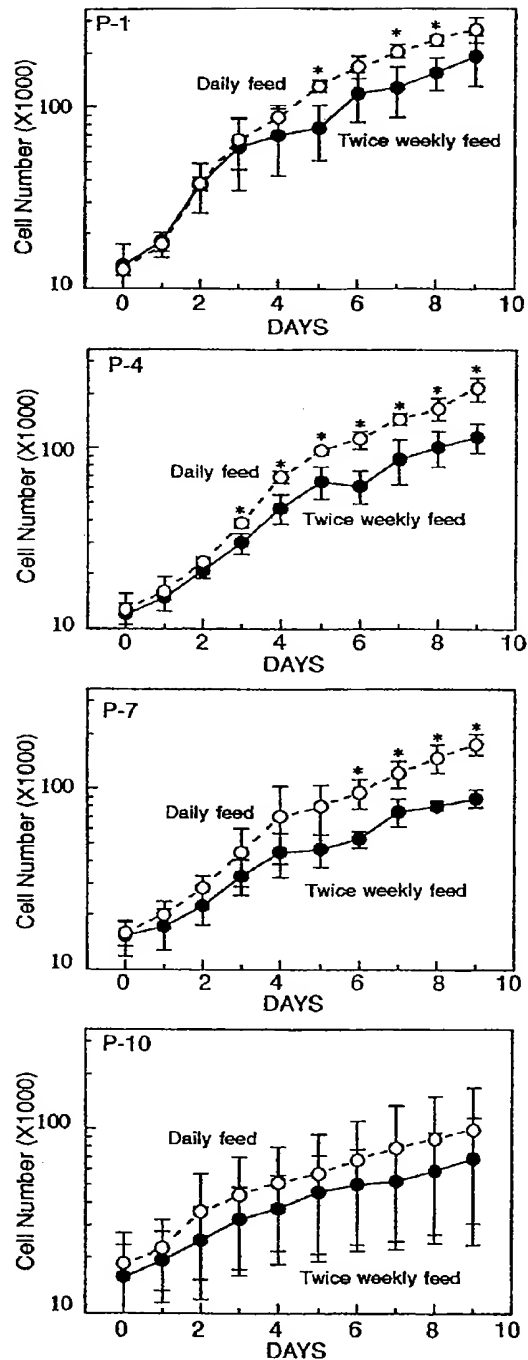 P-1
Cell Number (X1000)
100
10
Daily feed
Twice weekly feed
* * *
0 2 4 6 8 10
DAYS
P-4
Cell Number (X1000)
100
10
Daily feed
Twice weekly feed
* * * * * * *
0 2 4 6 8 10
DAYS
P-7
Cell Number (X1000)
100
10
Daily feed
Twice weekly feed
* * * *
0 2 4 6 8 10
DAYS
P-10
Cell Number (X1000)
100
10
Daily feed
Twice weekly feed
0 2 4 6 8 10
DAYS